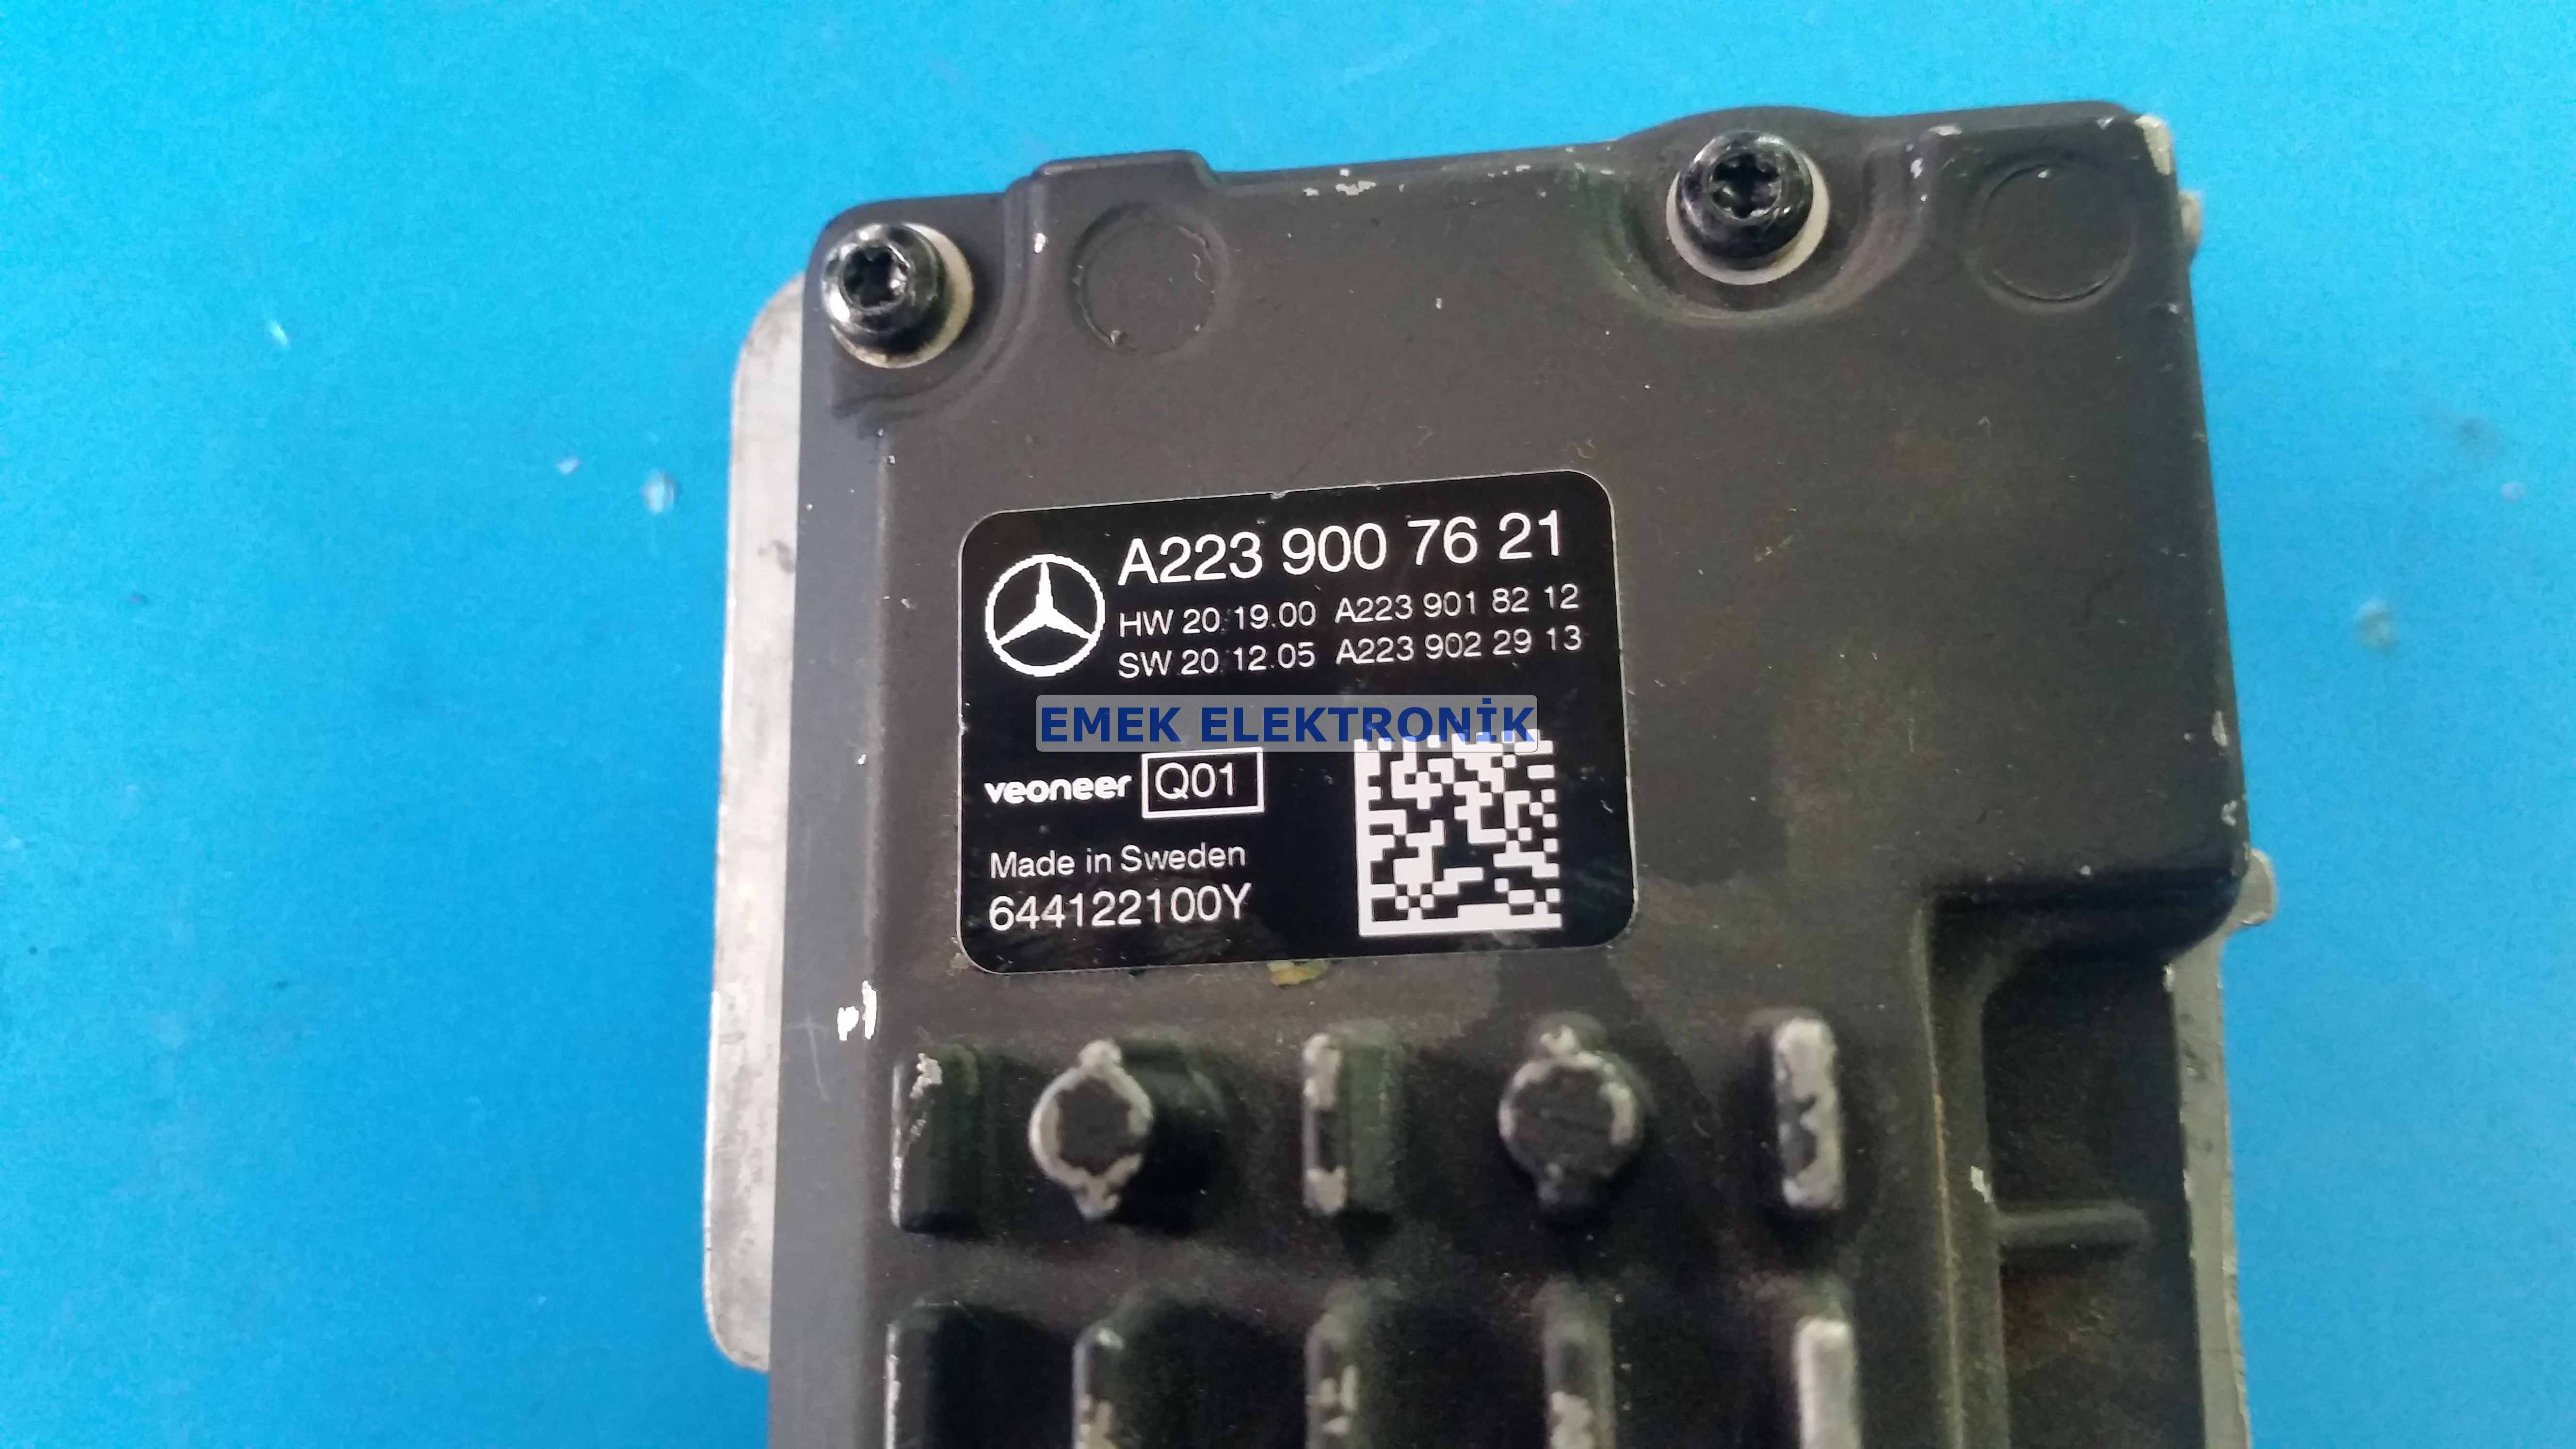 A223 900 76 21
HW 20.19.00 A223 901 82 12
SW 20.12.05 A223 902 29 13
EMEK ELEKTRONİK
veoneer Q01
Made in Sweden
644122100Y